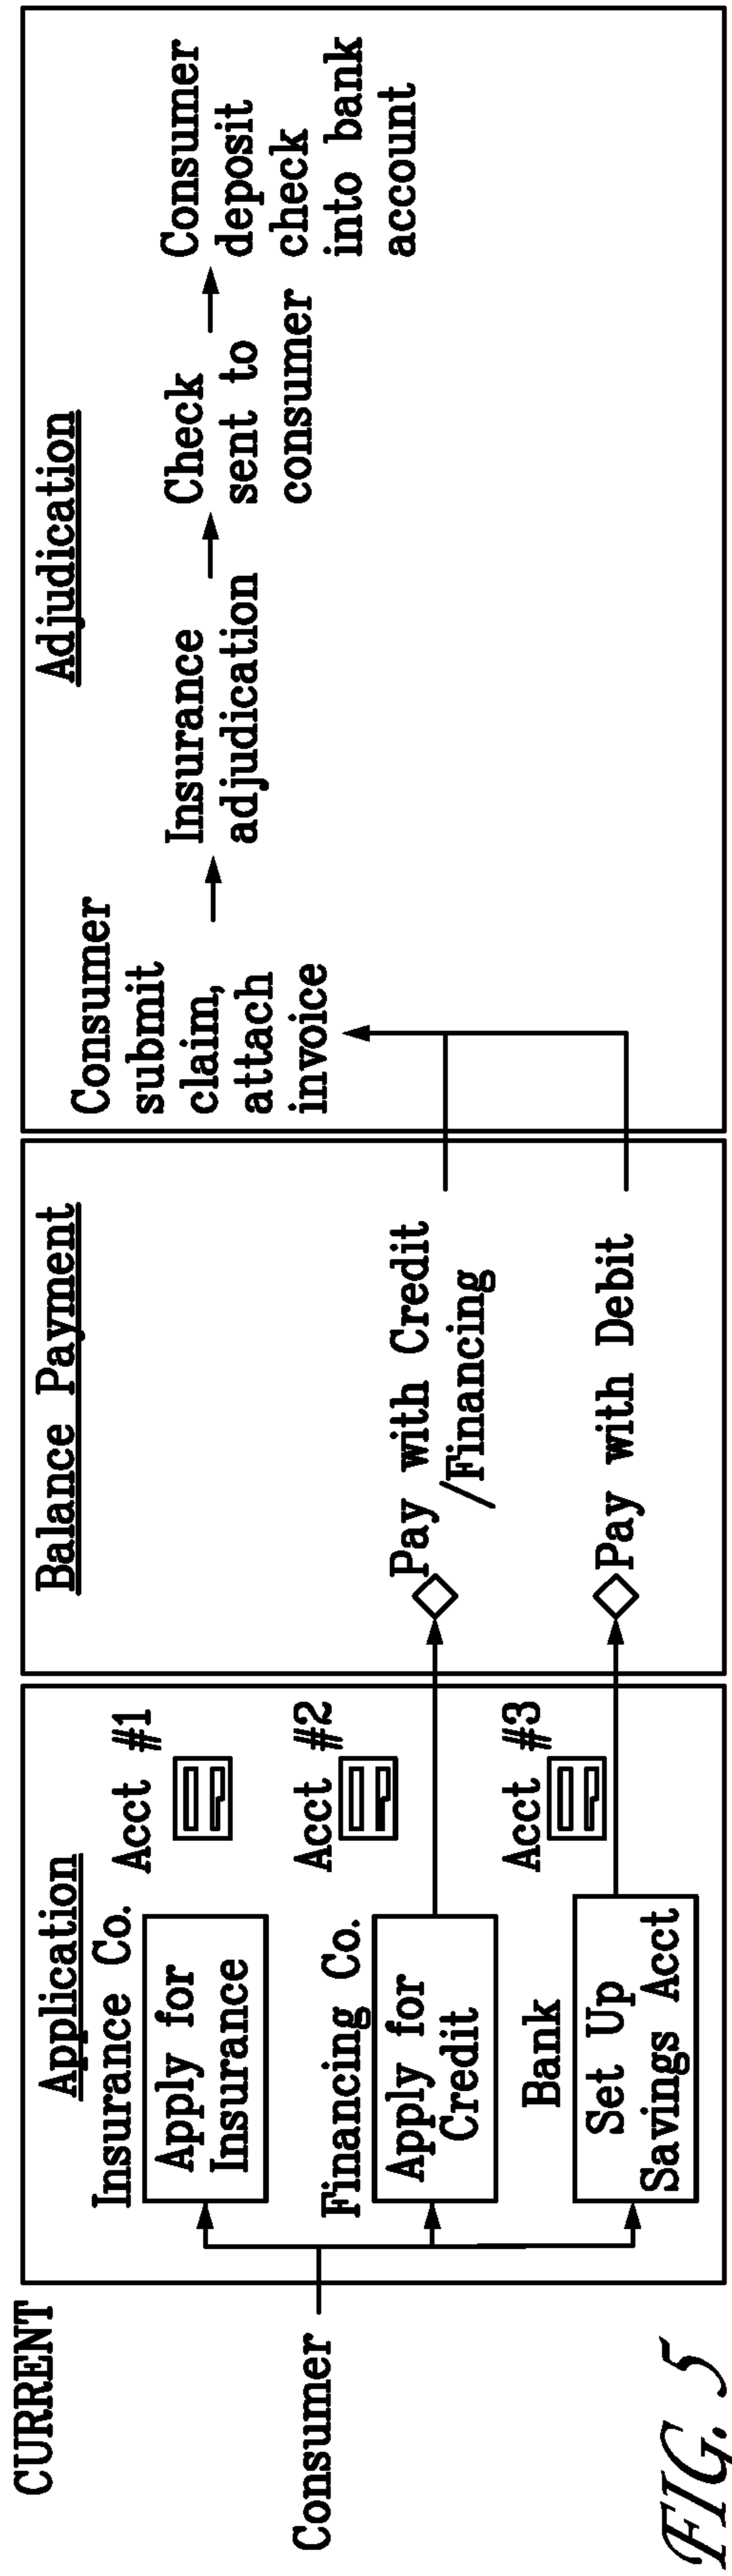 CURRENT
Consumer
Application
Insurance Co.
Apply for
Insurance
Acct #1
Financing Co.
Apply for
Credit
Acct #2
Bank
Set Up
Savings Acct
Acct #3
Balance Payment
Pay with Credit
/Financing
Pay with Debit
Adjudication
Consumer
submit
claim,
attach
invoice
Insurance
adjudication
Check
sent to
consumer
Consumer
deposit
check
into bank
account
FIG. 5